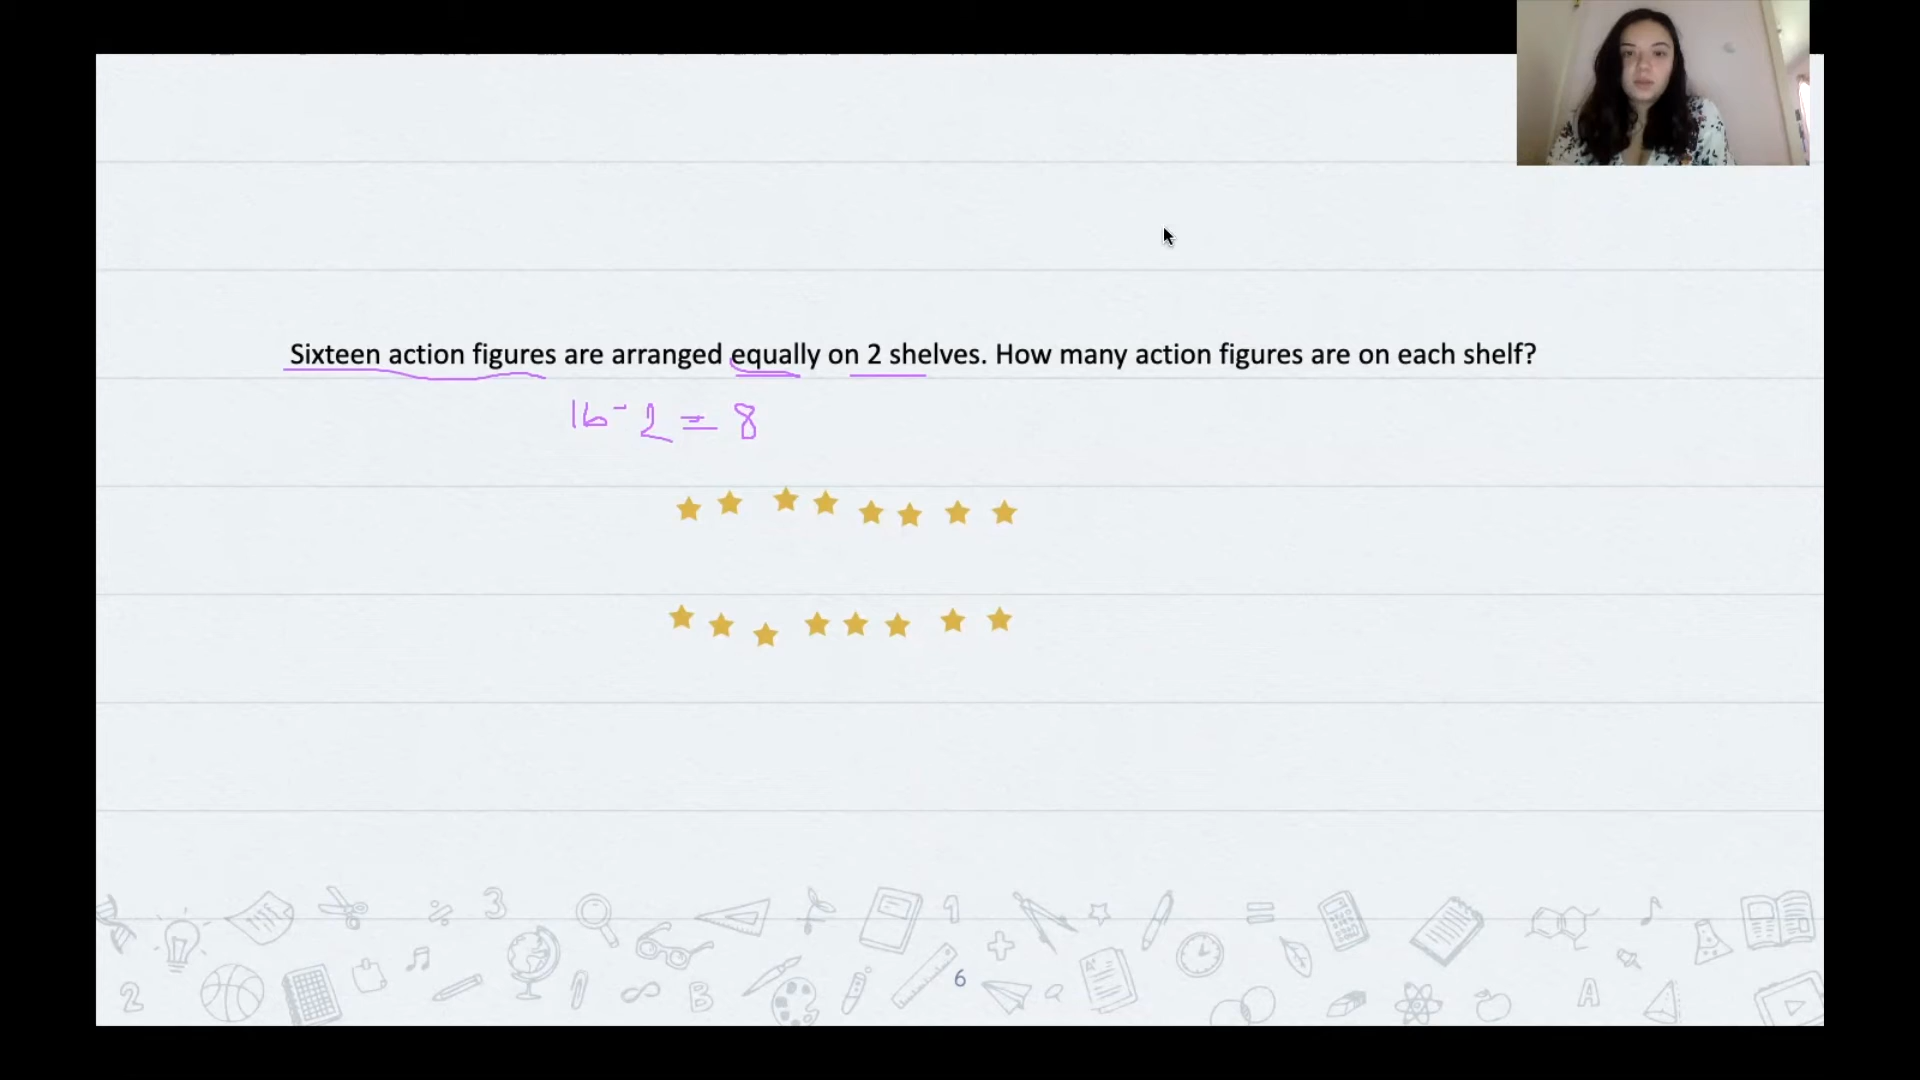 Sixteen action figures are arranged equally on 2 shelves. How many action figures are on each shelf?
16 - 2 = 8
6